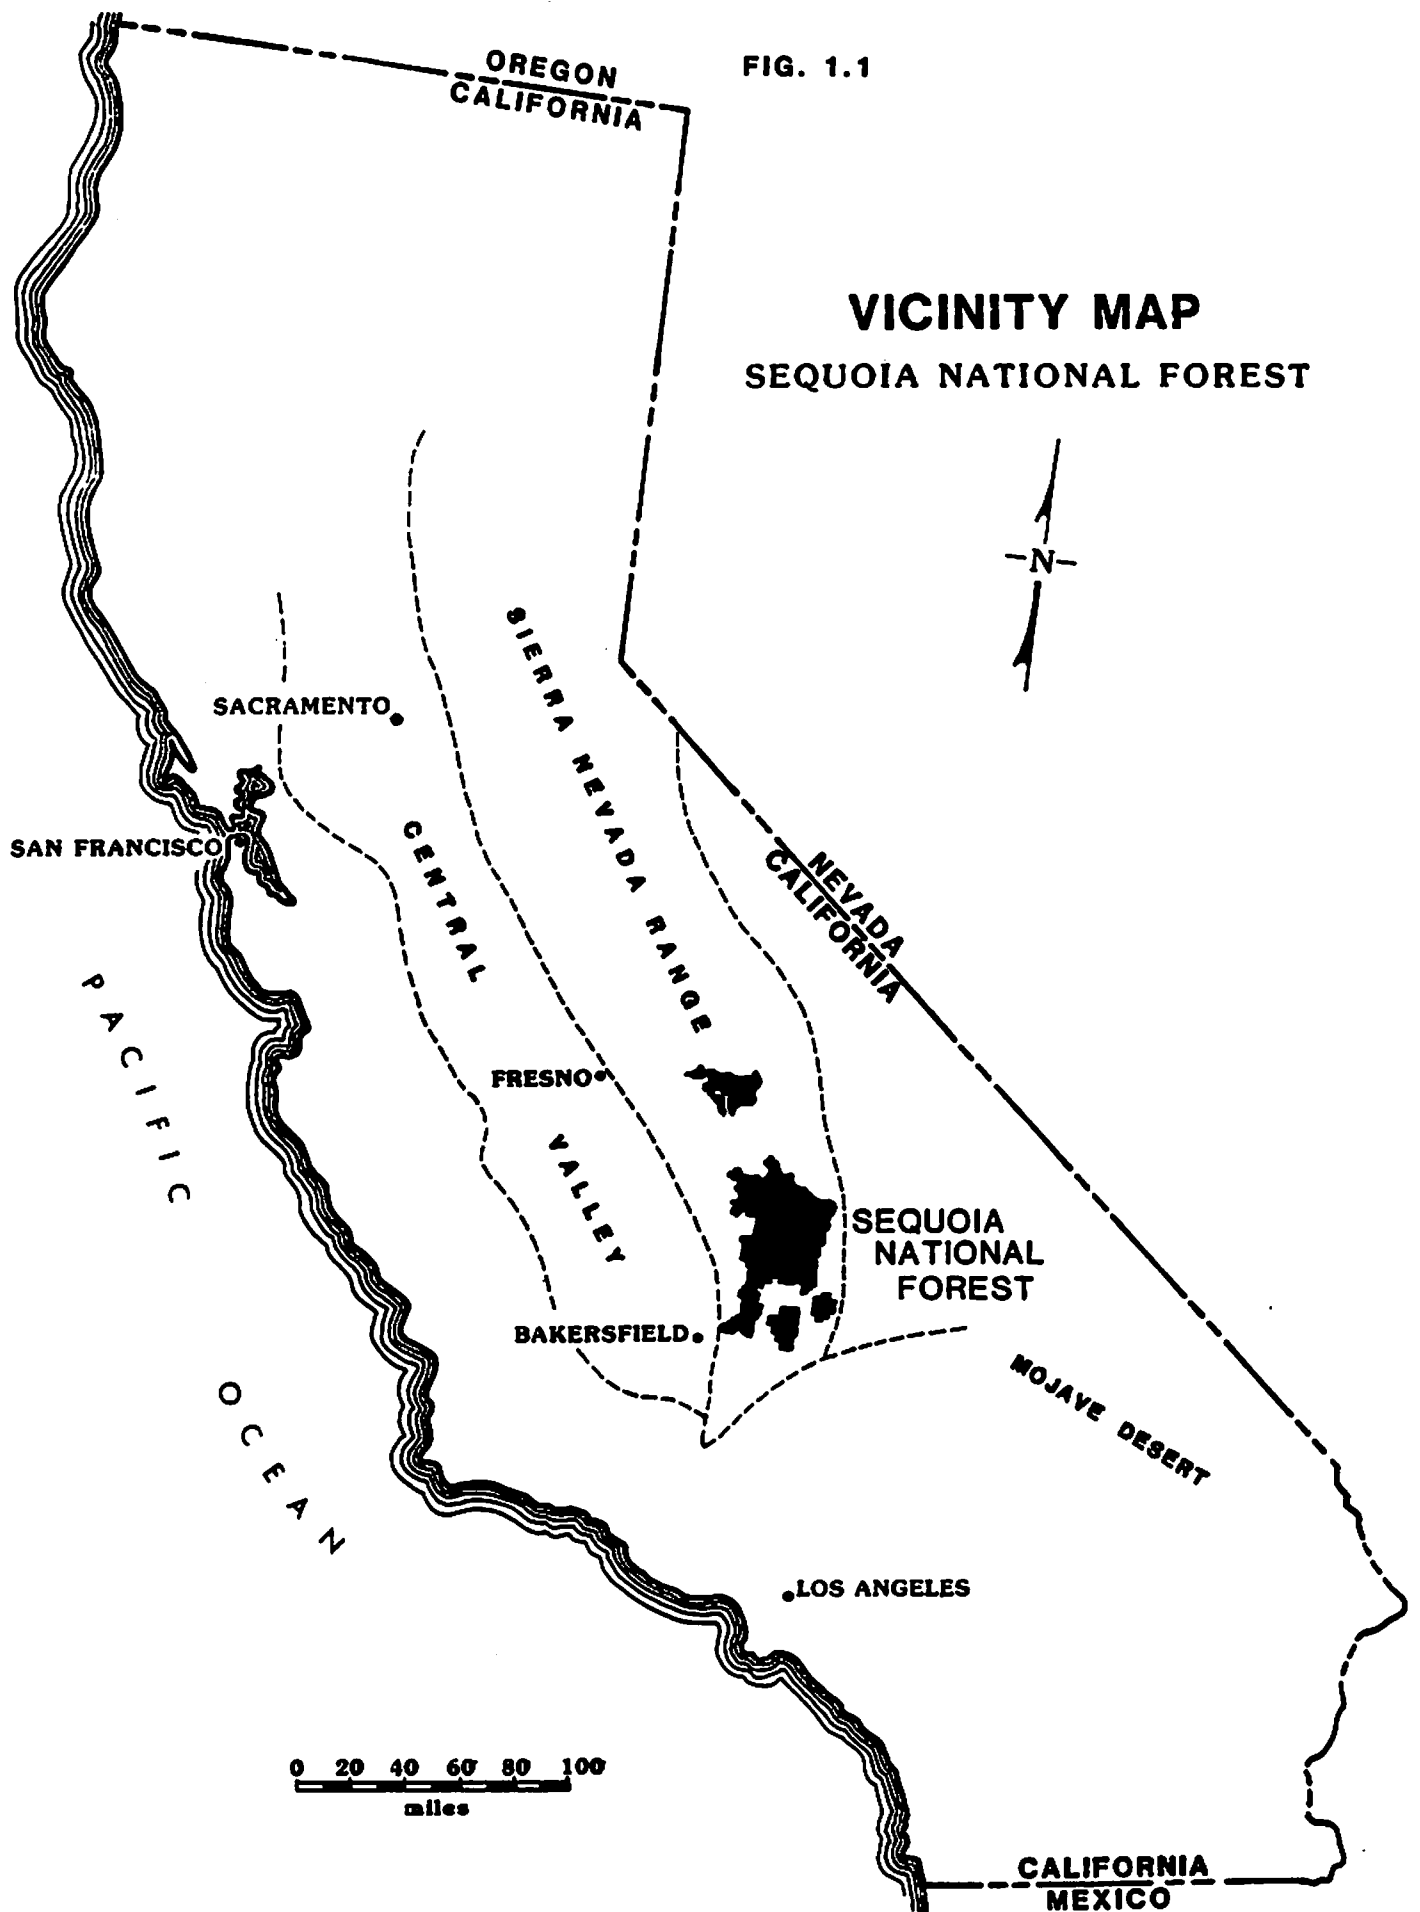 FIG. 1.1
OREGON
CALIFORNIA
VICINITY MAP
SEQUOIA NATIONAL FOREST
N
SIERRA NEVADA RANGE
SACRAMENTO
SAN FRANCISCO
NEVADA
CALIFORNIA
CENTRAL
VALLEY
PACIFIC
OCEAN
FRESNO
SEQUOIA
NATIONAL
FOREST
BAKERSFIELD
MOJAVE DESERT
LOS ANGELES
0 20 40 60 80 100
miles
CALIFORNIA
MEXICO